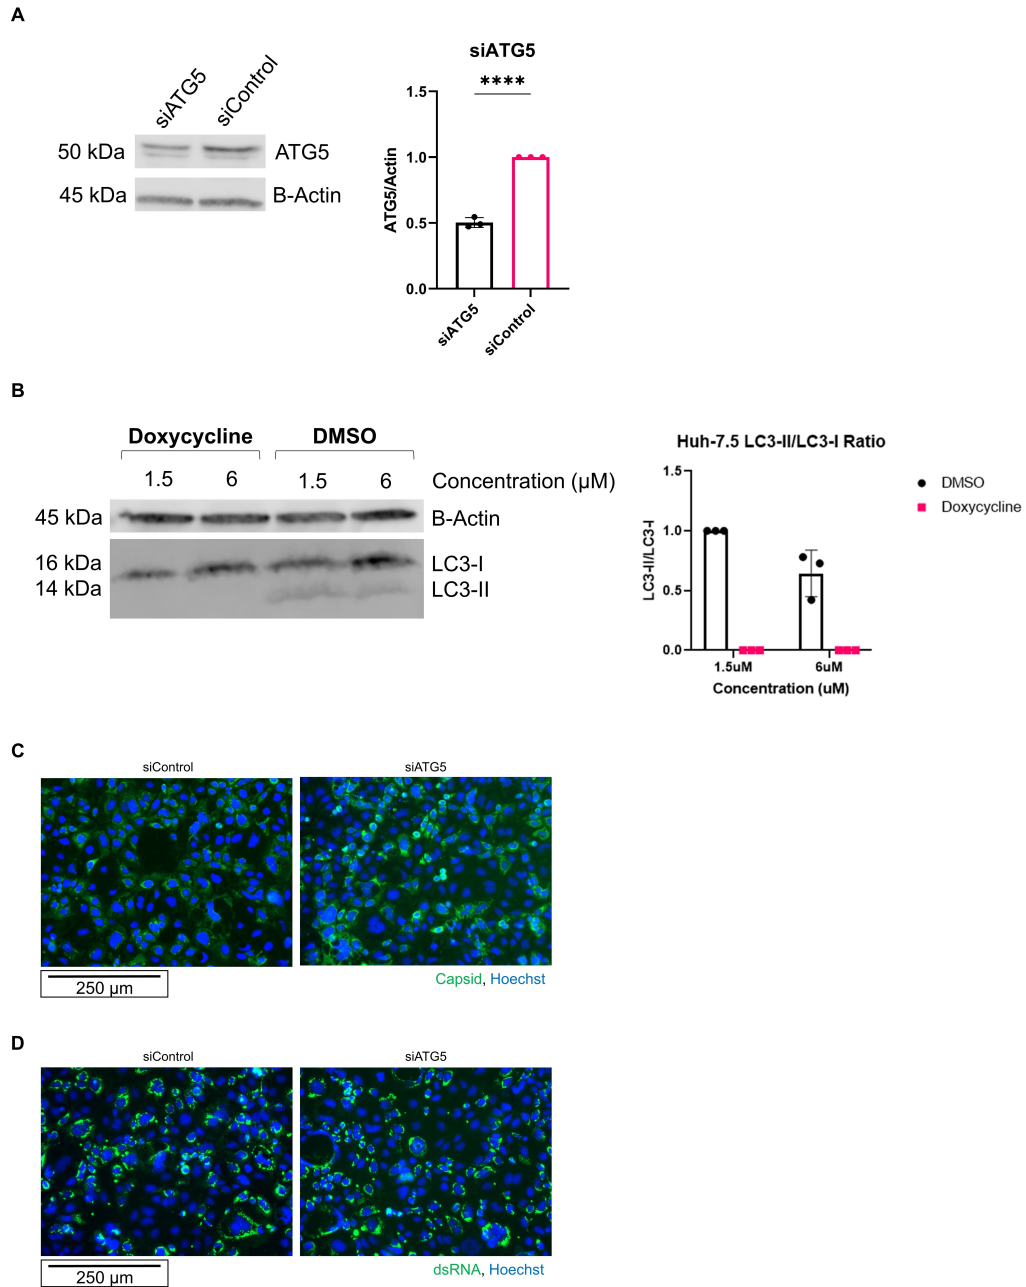 A
siATG5 siControl
50 kDa ATG5
45 kDa B-Actin
siATG5
****
1.5
1.0
0.5
0.0
ATG5/Actin
siATG5 siControl
B
Doxycycline DMSO
1.5 6 1.5 6 Concentration (µM)
45 kDa B-Actin
16 kDa LC3-I
14 kDa LC3-II
Huh-7.5 LC3-II/LC3-I Ratio
1.5
1.0
0.5
0.0
LC3-II/LC3-I
1.5uM 6uM
Concentration (uM)
DMSO
Doxycycline
C
siControl siATG5
250 µm
Capsid, Hoechst
D
siControl siATG5
250 µm
dsRNA, Hoechst